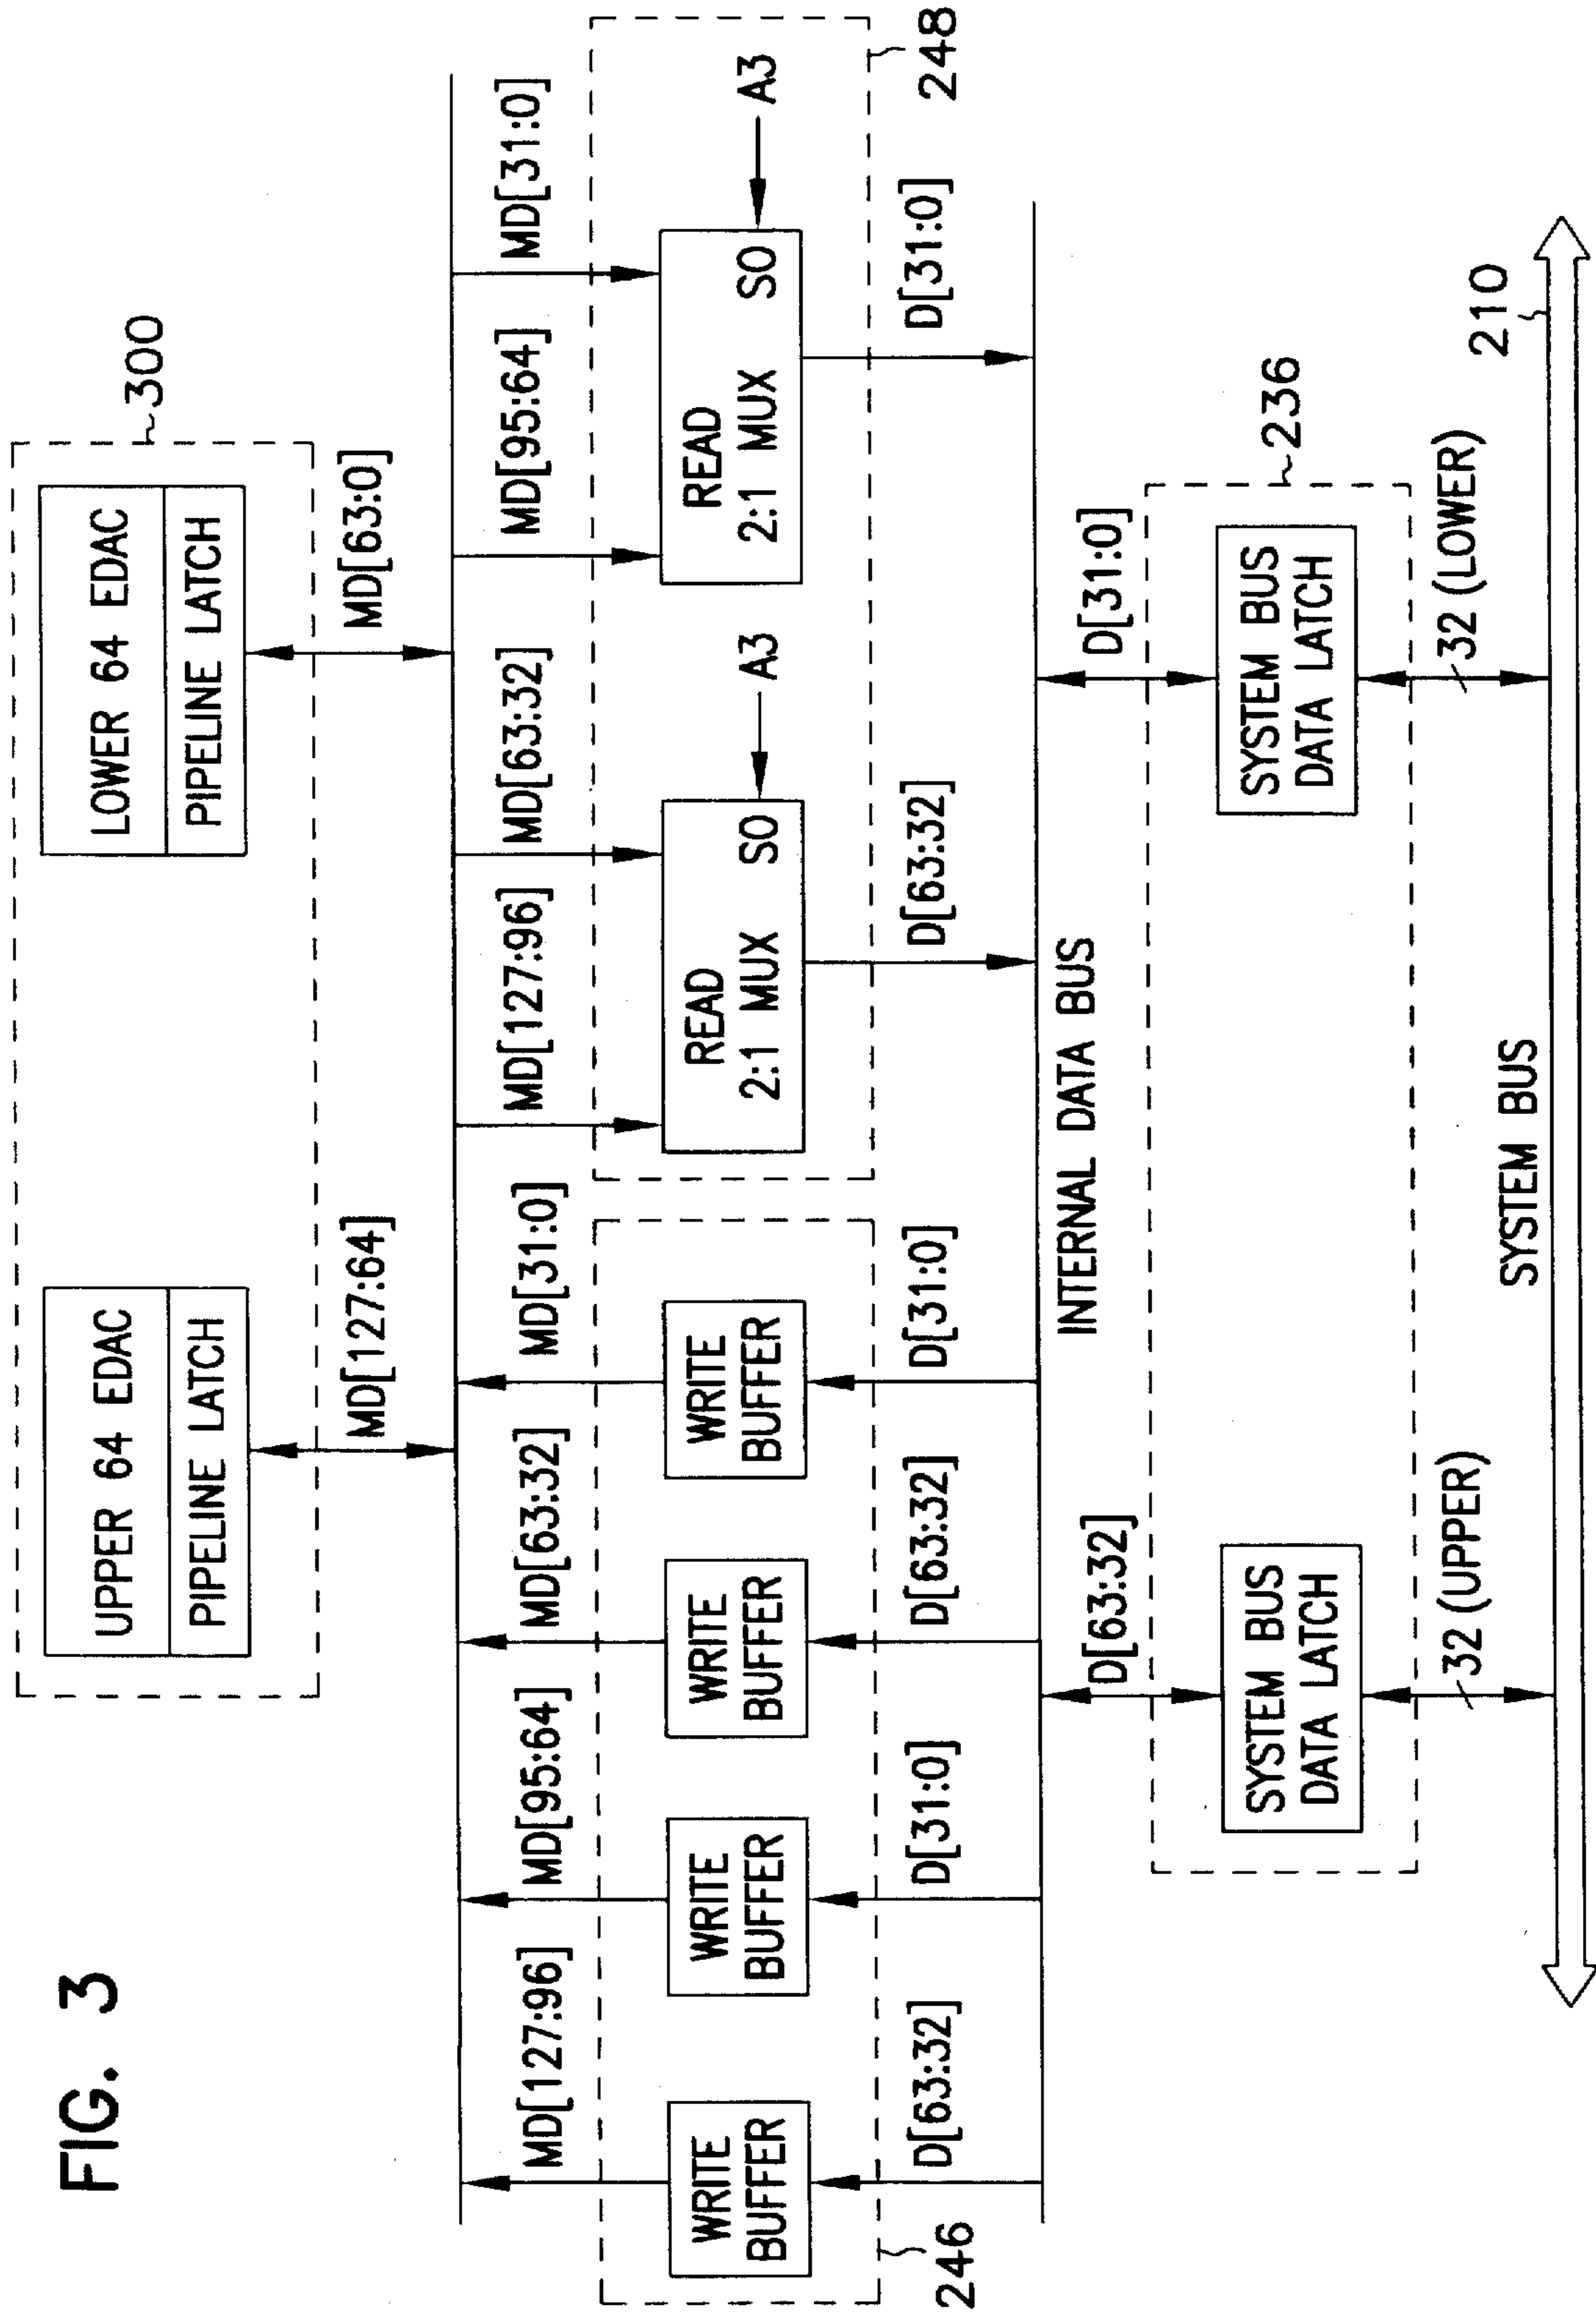 FIG. 3
UPPER 64 EDAC
PIPELINE LATCH
LOWER 64 EDAC
PIPELINE LATCH
300
MD[127:64]
MD[63:0]
MD[127:96]
MD[95:64]
MD[63:32]
MD[31:0]
MD[127:96]
MD[63:32]
MD[95:64]
MD[31:0]
WRITE
BUFFER
WRITE
BUFFER
WRITE
BUFFER
WRITE
BUFFER
READ
2:1 MUX SO
A3
READ
2:1 MUX SO
A3
246
D[63:32]
D[31:0]
D[63:32]
D[31:0]
D[63:32]
D[31:0]
248
INTERNAL DATA BUS
D[63:32]
D[31:0]
SYSTEM BUS
DATA LATCH
SYSTEM BUS
DATA LATCH
236
32 (UPPER)
32 (LOWER)
SYSTEM BUS
210